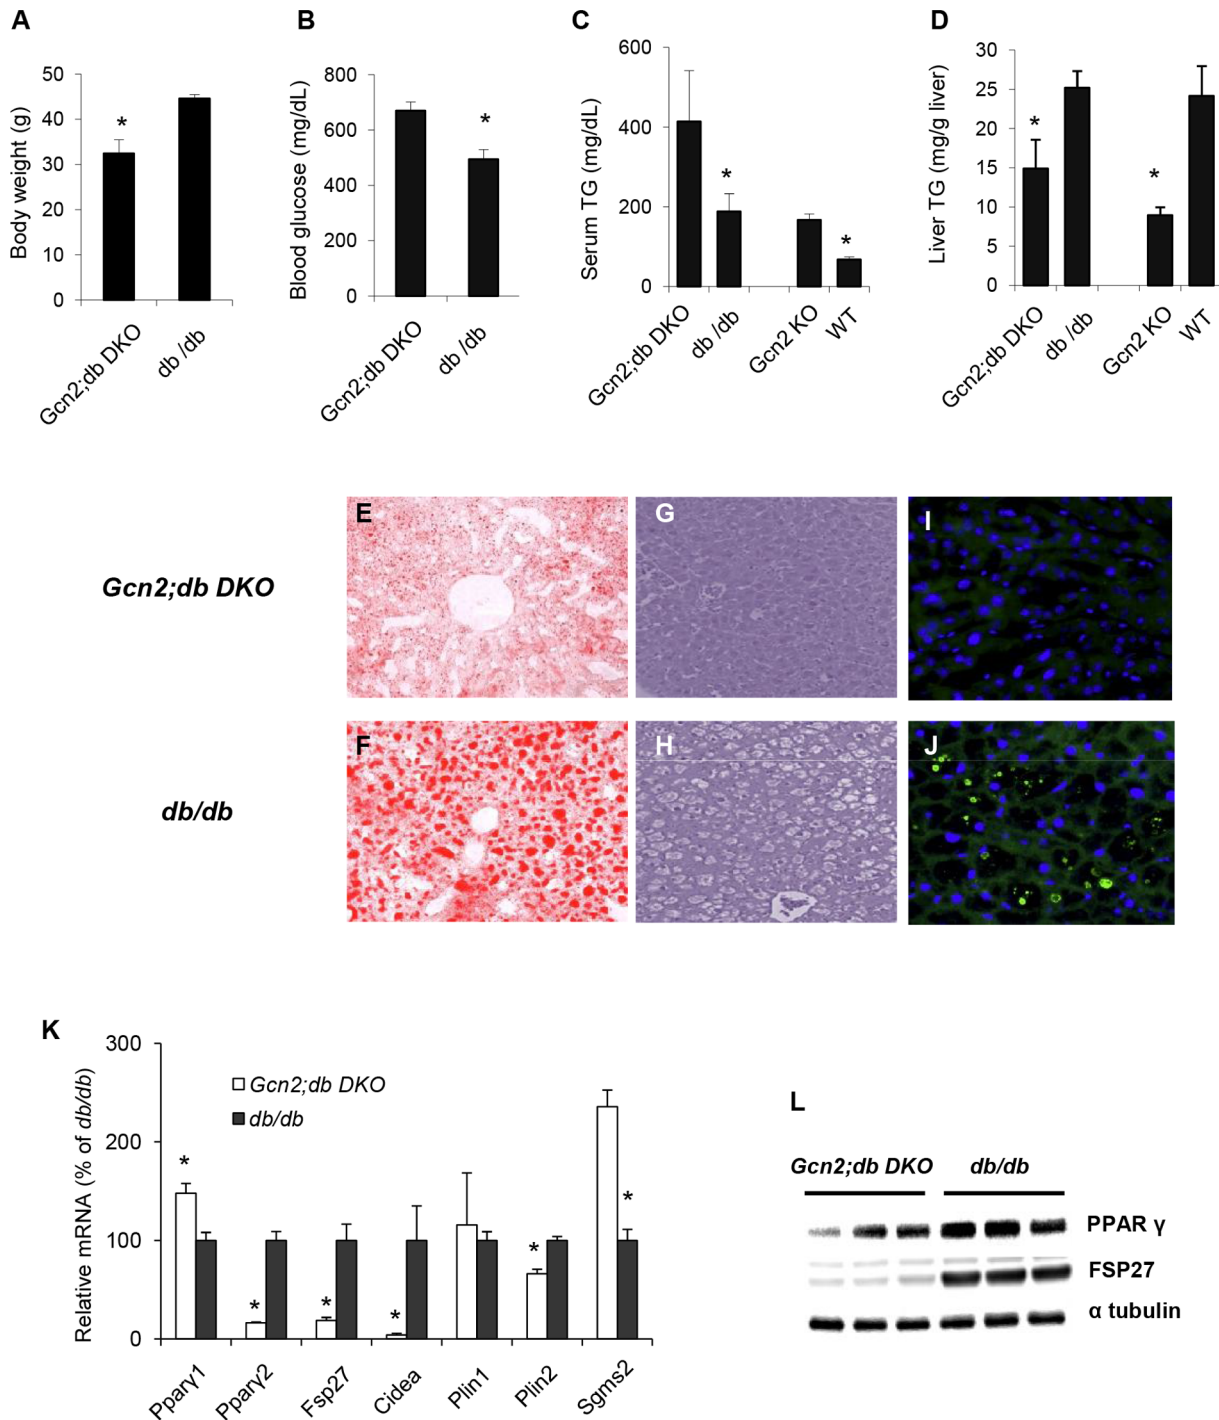 A
B
C
D
Body weight (g)
50
40
30
20
10
0
*
Gcn2;db DKO
db /db
Blood glucose (mg/dL)
800
600
400
200
0
*
Gcn2;db DKO
db /db
Serum TG (mg/dL)
600
400
200
0
*
*
Gcn2;db DKO
db /db
Gcn2 KO
WT
Liver TG (mg/g liver)
30
25
20
15
10
5
0
*
*
Gcn2;db DKO
db /db
Gcn2 KO
WT
Gcn2;db DKO
E
G
I
db/db
F
H
J
K
Relative mRNA (% of db/db)
300
200
100
0
Gcn2;db DKO
db/db
*
*
*
*
*
*
Pparγ1
Pparγ2
Fsp27
Cidea
Plin1
Plin2
Sgms2
L
Gcn2;db DKO db/db
PPAR γ
FSP27
α tubulin